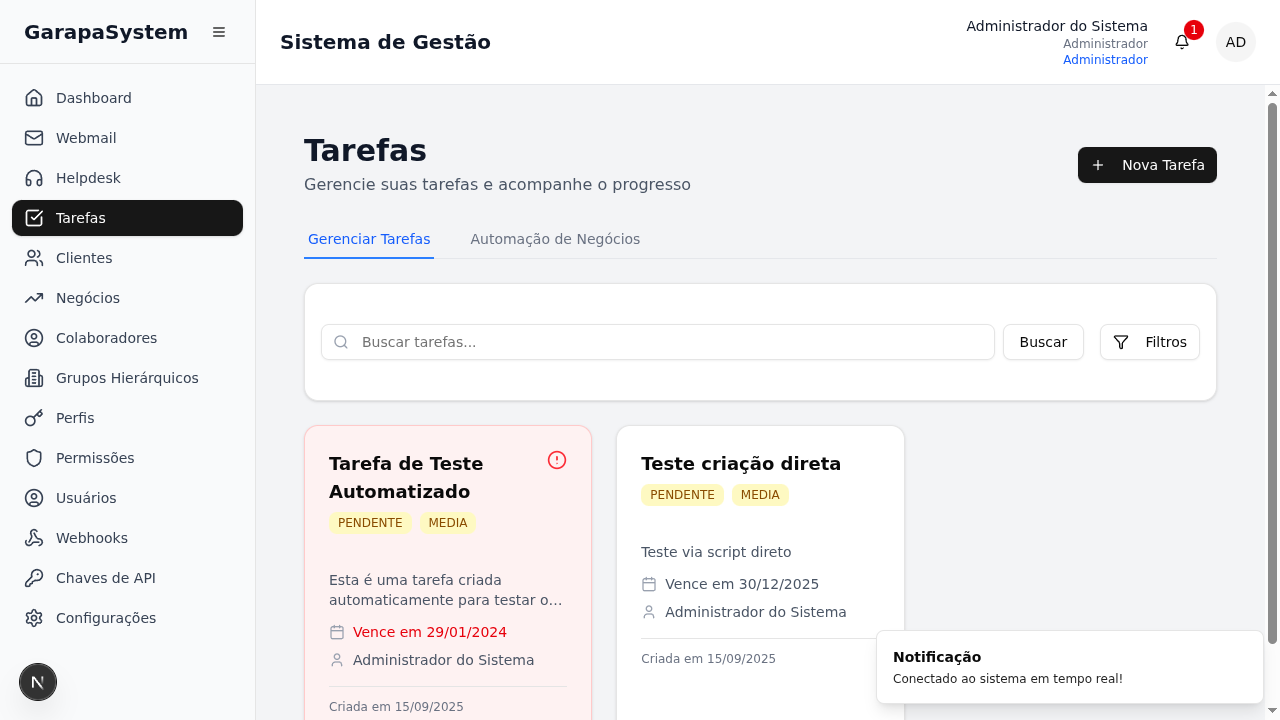 GarapaSystem
Dashboard
Webmail
Helpdesk
Tarefas
Clientes
Negócios
Colaboradores
Grupos Hierárquicos
Perfis
Permissões
Usuários
Webhooks
Chaves de API
Configurações
N
Sistema de Gestão
Administrador do Sistema
Administrador
Administrador
1
AD
Tarefas
Gerencie suas tarefas e acompanhe o progresso
Nova Tarefa
Gerenciar Tarefas
Automação de Negócios
Buscar tarefas...
Buscar
Filtros
Tarefa de Teste
Automatizado
PENDENTE
MEDIA
Esta é uma tarefa criada
automaticamente para testar o...
Vence em 29/01/2024
Administrador do Sistema
Criada em 15/09/2025
Teste criação direta
PENDENTE
MEDIA
Teste via script direto
Vence em 30/12/2025
Administrador do Sistema
Criada em 15/09/2025
Notificação
Conectado ao sistema em tempo real!